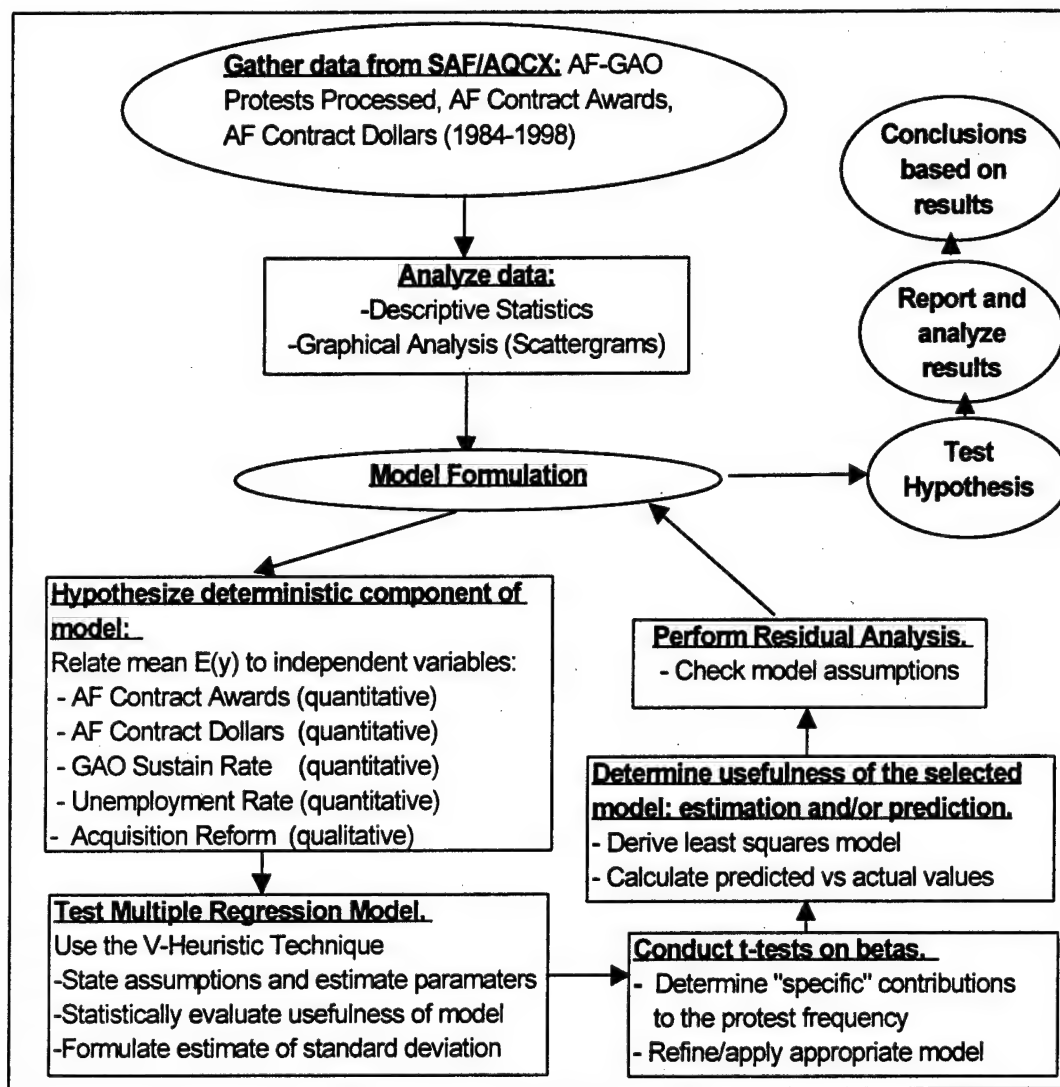 Gather data from SAF/AQCX: AF-GAO
Protests Processed, AF Contract Awards,
AF Contract Dollars (1984-1998)
Analyze data:
-Descriptive Statistics
-Graphical Analysis (Scattergrams)
Model Formulation
Hypothesize deterministic component of
model:
Relate mean E(y) to independent variables:
- AF Contract Awards (quantitative)
- AF Contract Dollars (quantitative)
- GAO Sustain Rate (quantitative)
- Unemployment Rate (quantitative)
- Acquisition Reform (qualitative)
Test Multiple Regression Model.
Use the V-Heuristic Technique
-State assumptions and estimate paramaters
-Statistically evaluate usefulness of model
-Formulate estimate of standard deviation
Conduct t-tests on betas.
- Determine "specific" contributions
to the protest frequency
- Refine/apply appropriate model
Determine usefulness of the selected
model: estimation and/or prediction.
- Derive least squares model
- Calculate predicted vs actual values
Perform Residual Analysis.
- Check model assumptions
Test
Hypothesis
Report and
analyze
results
Conclusions
based on
results